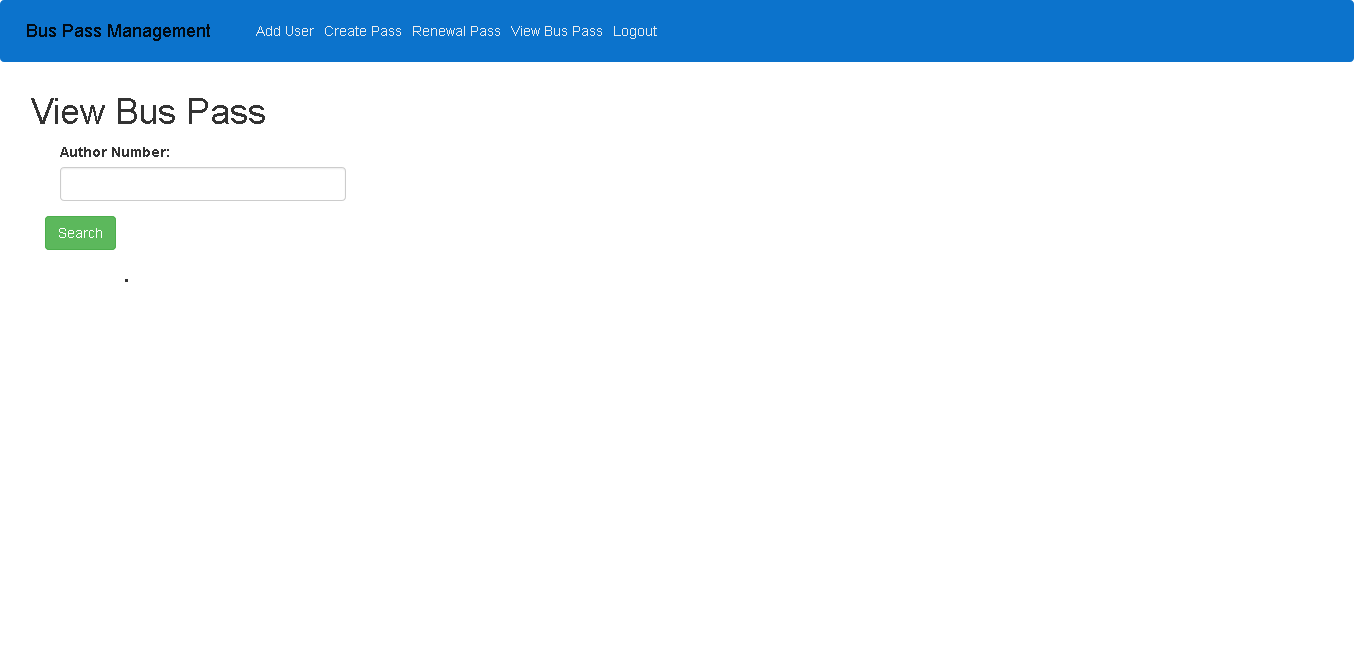 Bus Pass Management Add User Create Pass Renewal Pass View Bus Pass Logout
View Bus Pass
Author Number:
Search
.